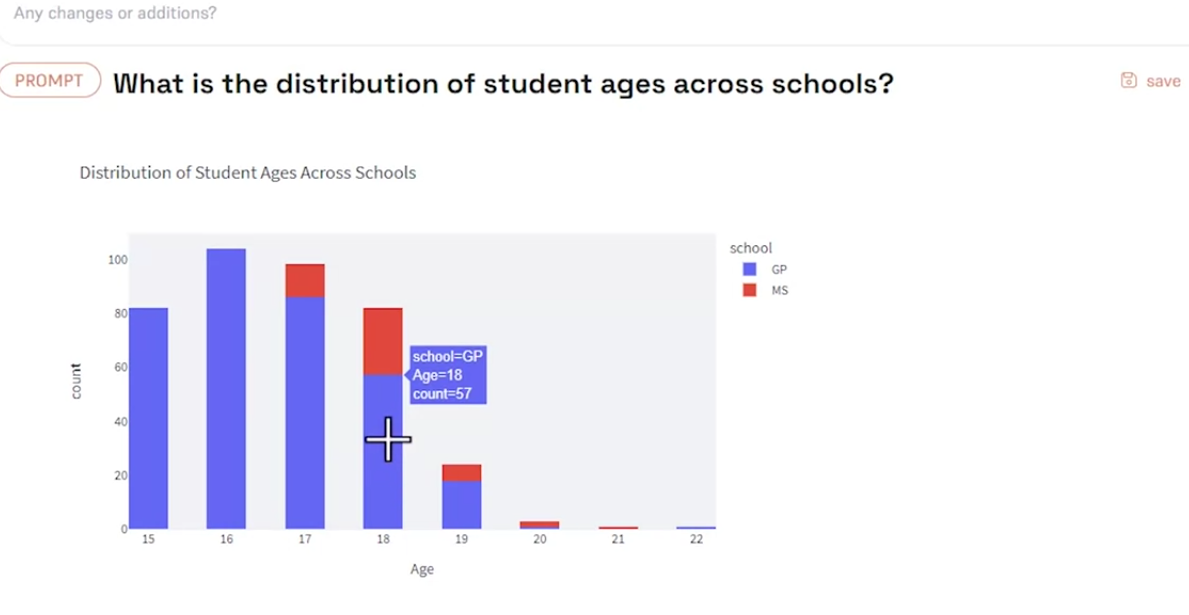 Any changes or additions?
PROMPT What is the distribution of student ages across schools? save
Distribution of Student Ages Across Schools
school
GP
MS
100
80
60
40
20
0
count
school=GP
Age=18
count=57
15 16 17 18 19 20 21 22
Age